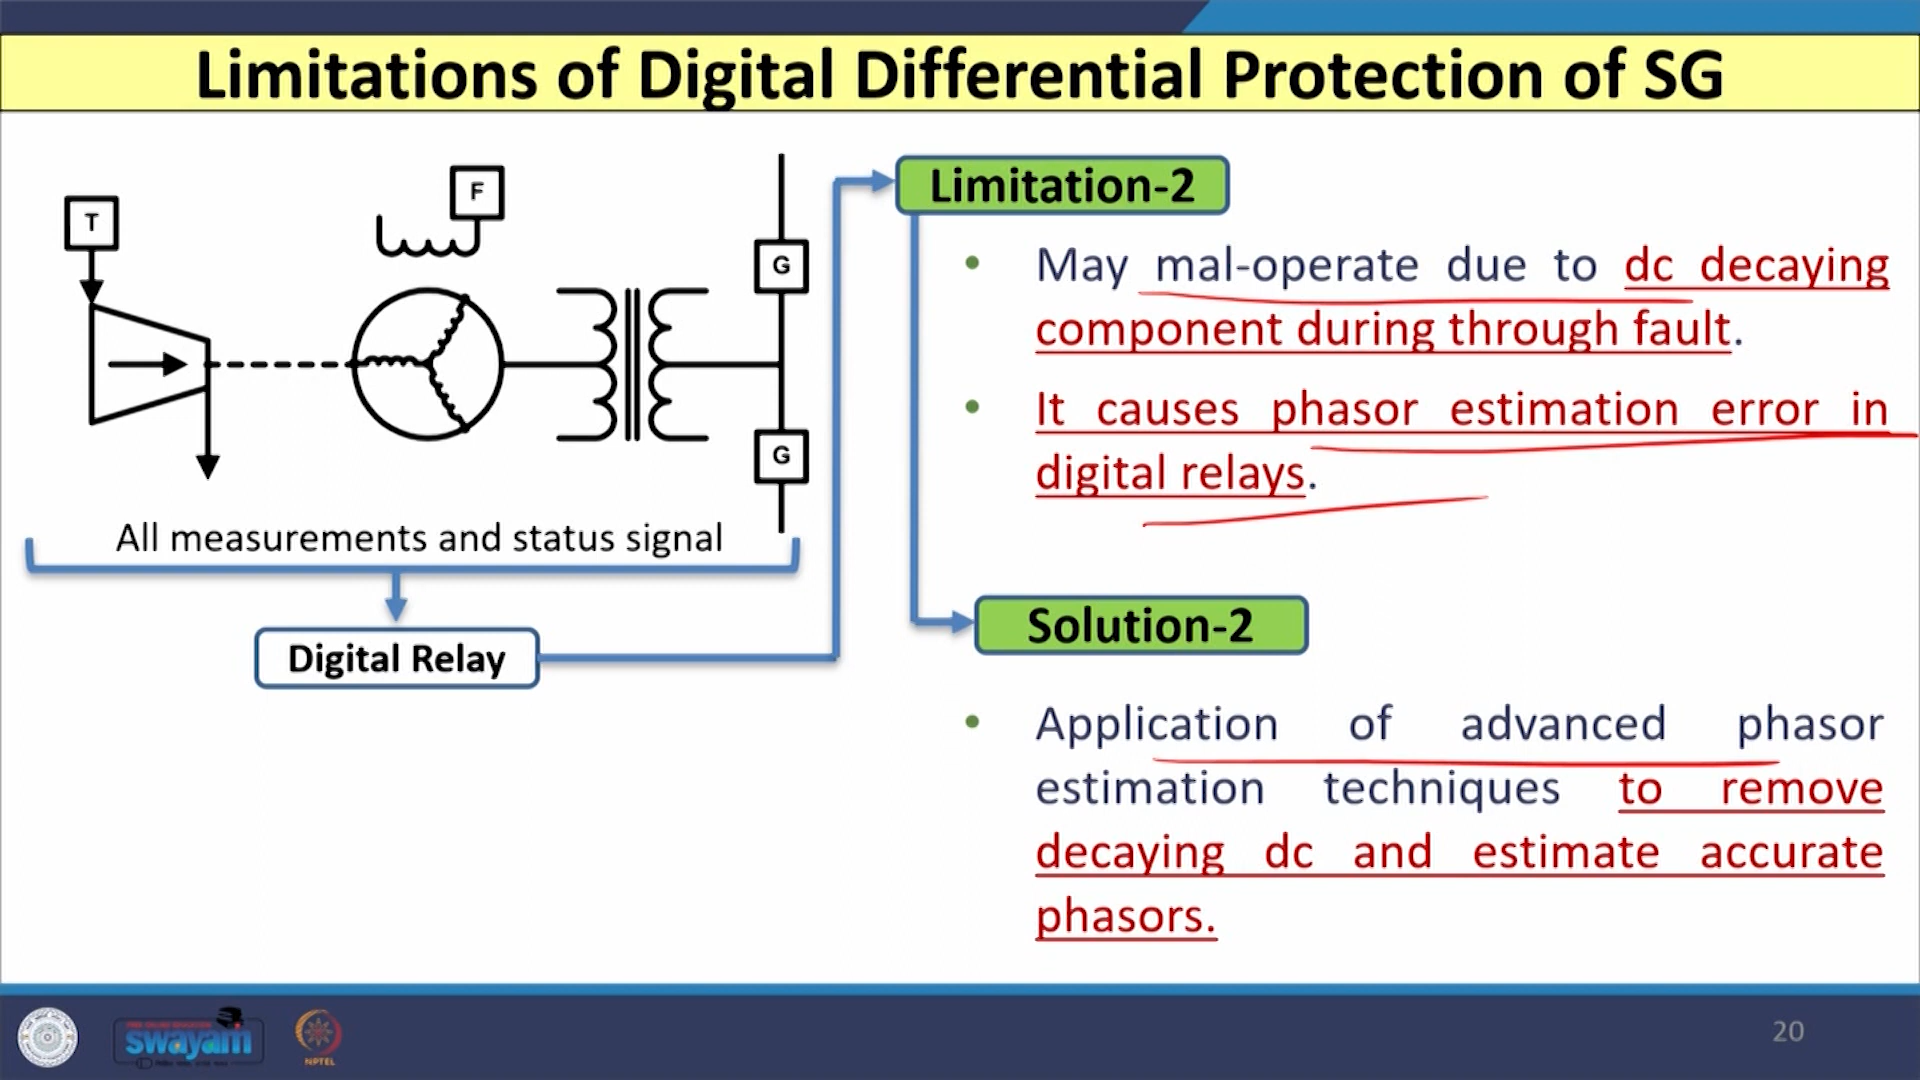 Limitations of Digital Differential Protection of SG
T
F
G
G
All measurements and status signal
Digital Relay
Limitation-2
• May mal-operate due to dc decaying
component during through fault.
• It causes phasor estimation error in
digital relays.
Solution-2
• Application of advanced phasor
estimation techniques to remove
decaying dc and estimate accurate
phasors.
swayam
NPTEL
20